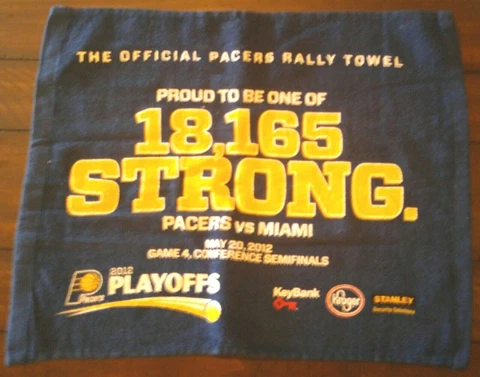 THE OFFICIAL PACERS RALLY TOWEL
PROUD TO BE ONE OF
18,165
STRONG.
PACERS VS MIAMI
MAY 20, 2012
GAME 4, CONFERENCE SEMIFINALS
2012
PLAYOFFS
PACERS
KeyBank
Kroger
STANLEY
Security Solutions